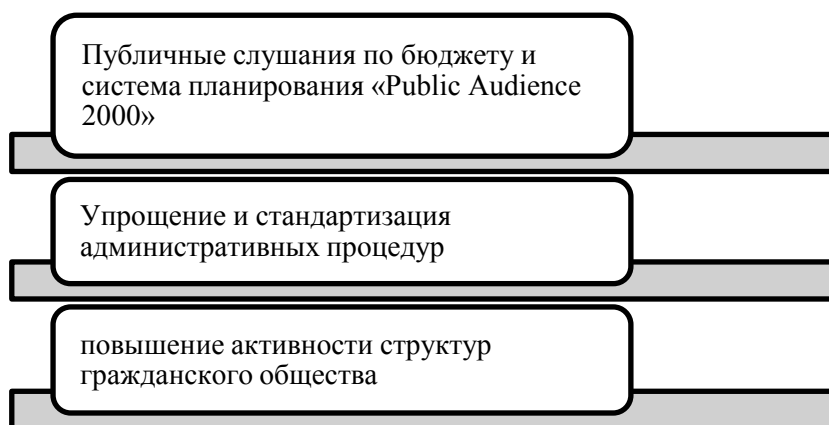 Публичные слушания по бюджету и
система планирования «Public Audience
2000»
Упрощение и стандартизация
административных процедур
повышение активности структур
гражданского общества